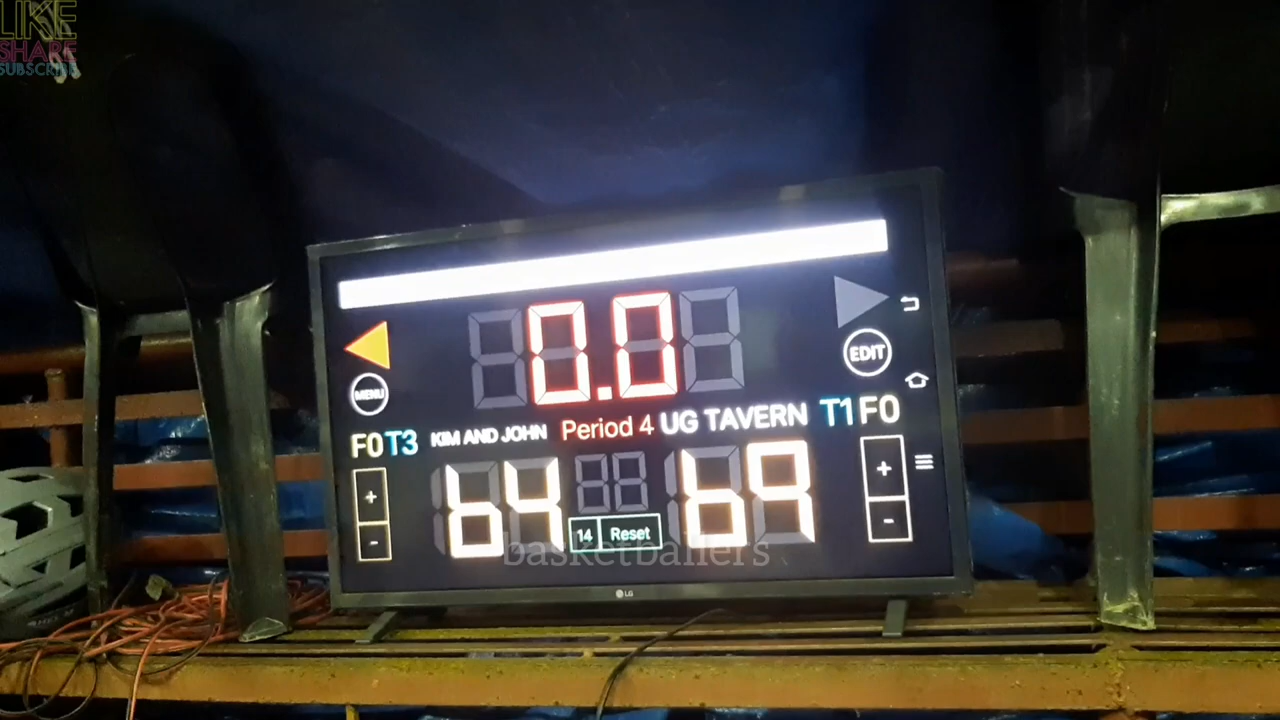 LIKE
SHARE
SUBSCRIBE
0.0
MENU
EDIT
F0 T3 KIM AND JOHN Period 4 UG TAVERN T1 F0
+
+
64
69
-
14 Reset
-
basketballers
LG